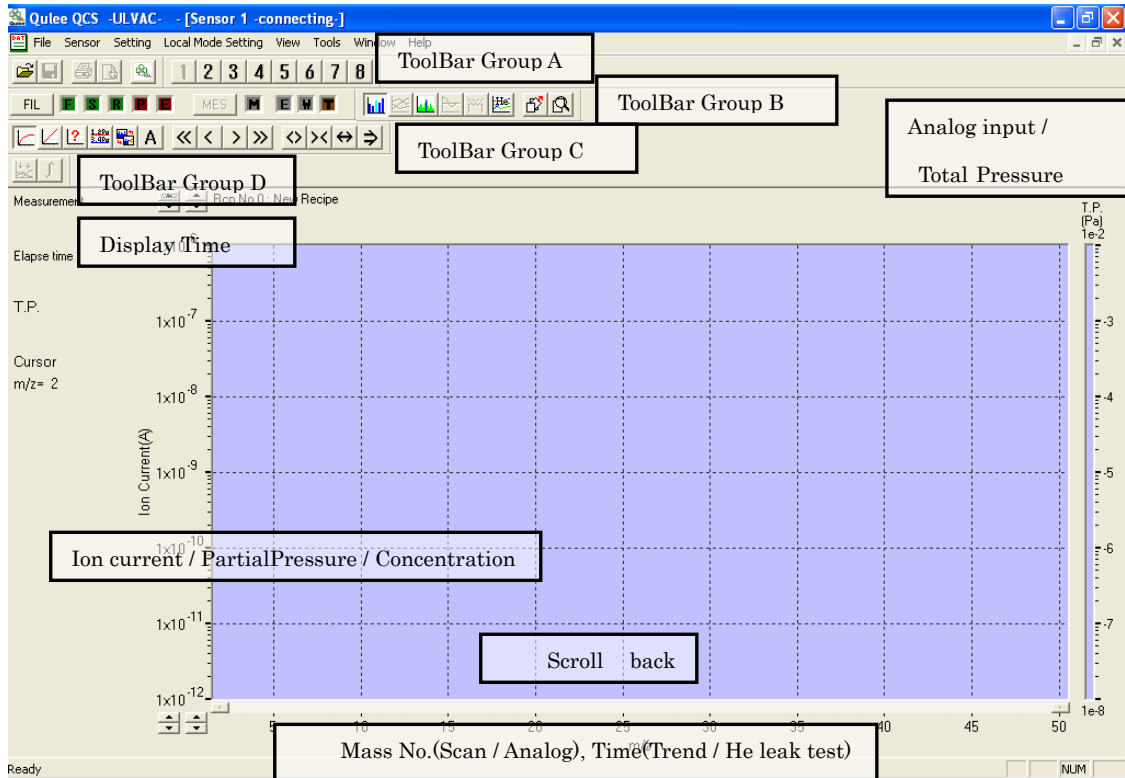 Qulee QCS -ULVAC- - [Sensor 1 -connecting-]
DAT File Sensor Setting Local Mode Setting View Tools Window Help
1 2 3 4 5 6 7 8
ToolBar Group A
FIL F S R P E MES M E W T He
ToolBar Group B
A
ToolBar Group C
Analog input /
Total Pressure
ToolBar Group D
Measurement Rcp No.0 : New Recipe
Display Time
Elapse time
T.P.
Cursor
m/z= 2
T.P.
(Pa)
1e-2
-3
-4
-5
-6
-7
1e-8
1x10-7
1x10-8
1x10-9
1x10-10
1x10-11
1x10-12
Ion Current(A)
Ion current / PartialPressure / Concentration
Scroll back
5 10 15 20 25 30 35 40 45 50
Mass No.(Scan / Analog), Time(Trend / He leak test)
Ready NUM